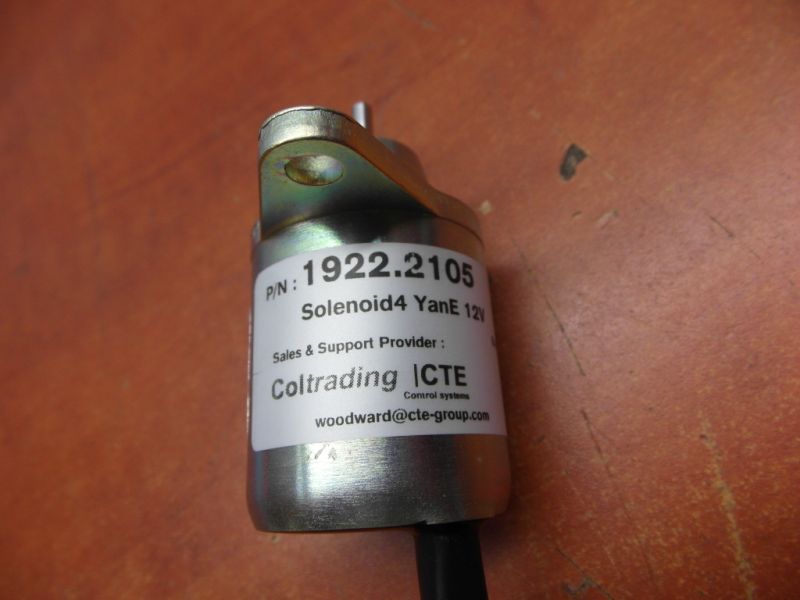 P/N : 1922.2105
Solenoid4 YanE 12V
Sales & Support Provider :
Coltrading |CTE
Control systems
woodward@cte-group.com